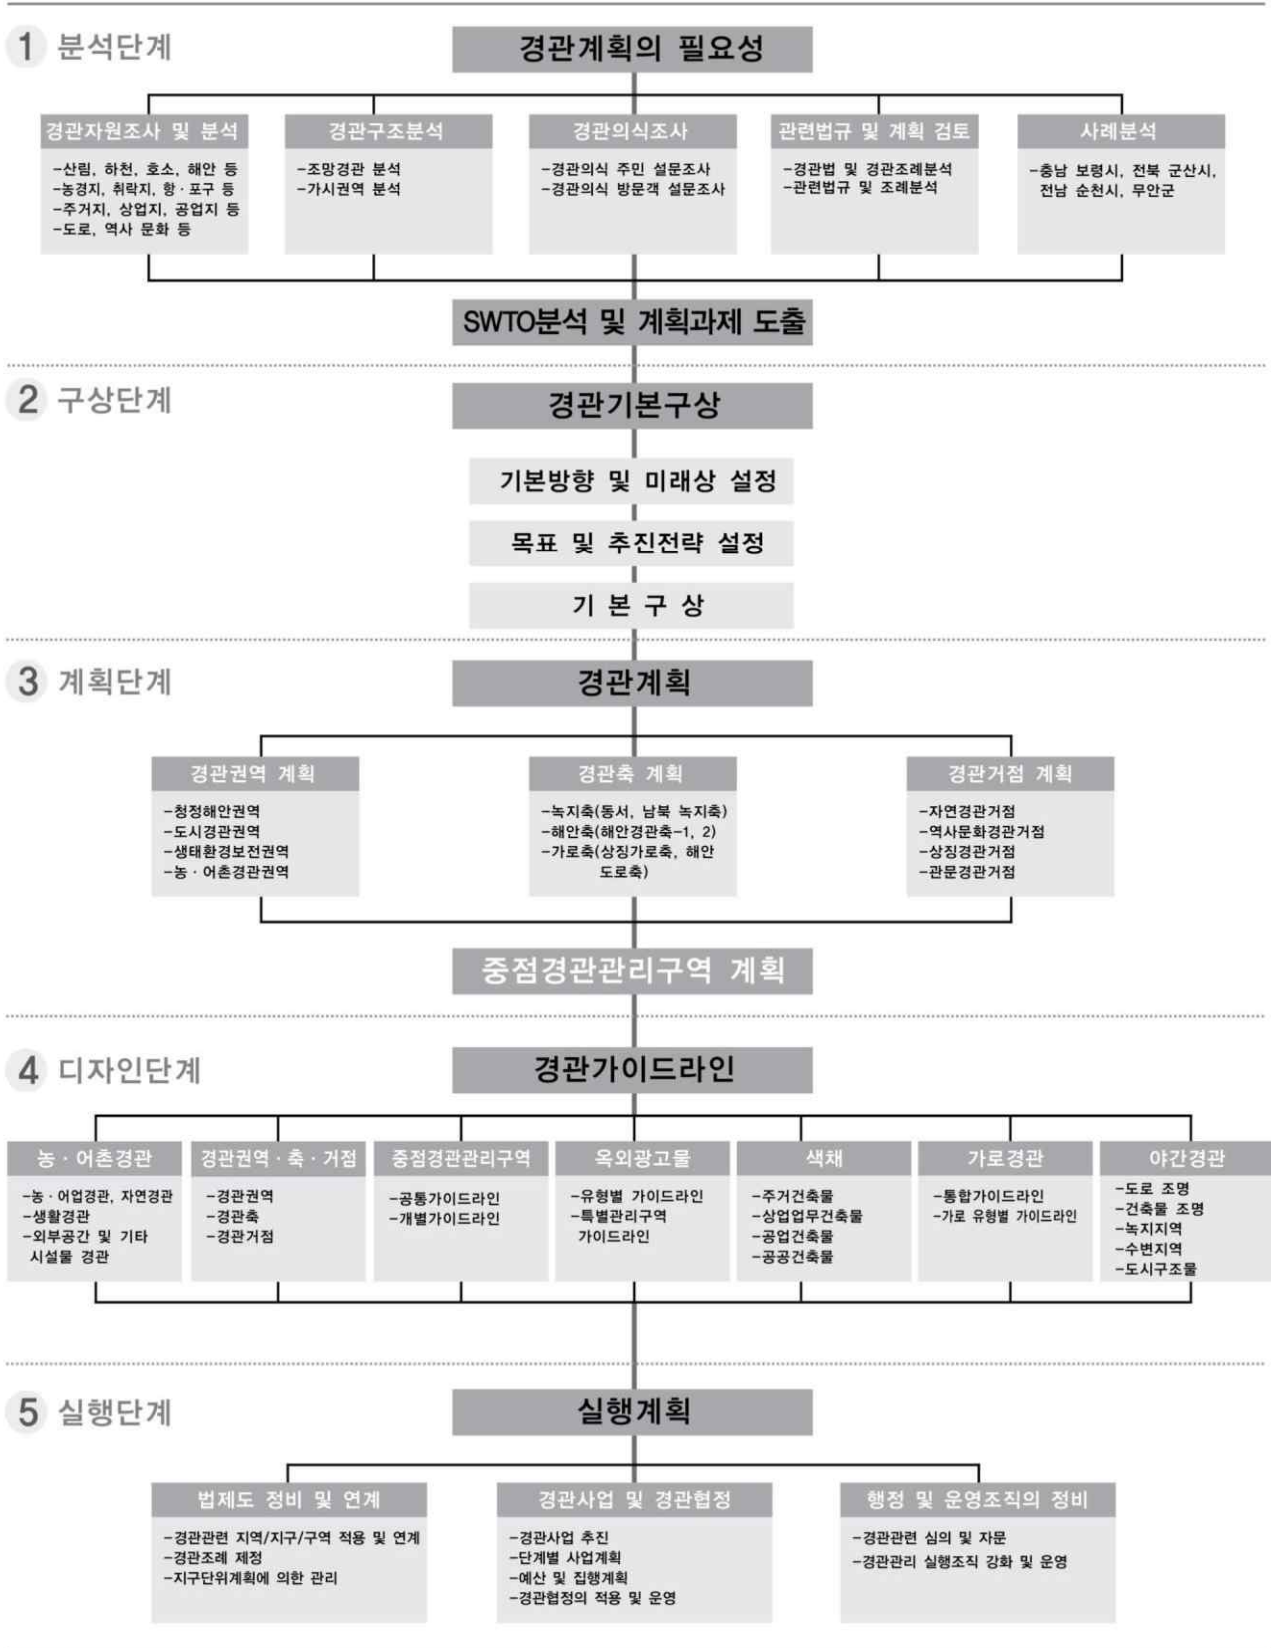 1 분석단계
경관계획의 필요성
경관자원조사 및 분석
-산림, 하천, 호소, 해안 등
-농경지, 취락지, 항·포구 등
-주거지, 상업지, 공업지 등
-도로, 역사 문화 등
경관구조분석
-조망경관 분석
-가시권역 분석
경관의식조사
-경관의식 주민 설문조사
-경관의식 방문객 설문조사
관련법규 및 계획 검토
-경관법 및 경관조례분석
-관련법규 및 조례분석
사례분석
-충남 보령시, 전북 군산시,
전남 순천시, 무안군
SWTO분석 및 계획과제 도출
2 구상단계
경관기본구상
기본방향 및 미래상 설정
목표 및 추진전략 설정
기 본 구 상
3 계획단계
경관계획
경관권역 계획
-청정해안권역
-도시경관권역
-생태환경보전권역
-농·어촌경관권역
경관축 계획
-녹지축(동서, 남북 녹지축)
-해안축(해안경관축-1, 2)
-가로축(상징가로축, 해안
도로축)
경관거점 계획
-자연경관거점
-역사문화경관거점
-상징경관거점
-관문경관거점
중점경관관리구역 계획
4 디자인단계
경관가이드라인
농·어촌경관
-농·어업경관, 자연경관
-생활경관
-외부공간 및 기타
시설물 경관
경관권역·축·거점
-경관권역
-경관축
-경관거점
중점경관관리구역
-공통가이드라인
-개별가이드라인
옥외광고물
-유형별 가이드라인
-특별관리구역
가이드라인
색채
-주거건축물
-상업업무건축물
-공업건축물
-공공건축물
가로경관
-통합가이드라인
-가로 유형별 가이드라인
야간경관
-도로 조명
-건축물 조명
-녹지지역
-수변지역
-도시구조물
5 실행단계
실행계획
법제도 정비 및 연계
-경관관련 지역/지구/구역 적용 및 연계
-경관조례 제정
-지구단위계획에 의한 관리
경관사업 및 경관협정
-경관사업 추진
-단계별 사업계획
-예산 및 집행계획
-경관협정의 적용 및 운영
행정 및 운영조직의 정비
-경관관련 심의 및 자문
-경관관리 실행조직 강화 및 운영